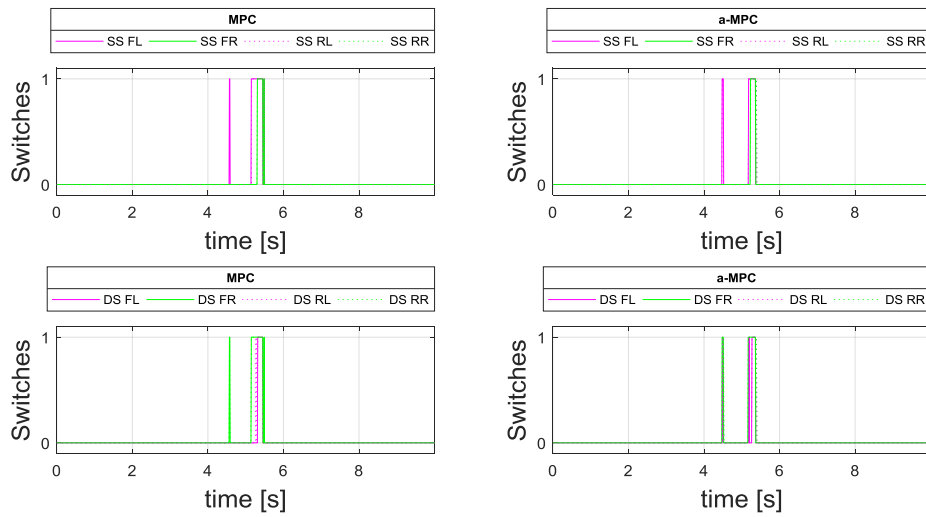 MPC
SS FL SS FR SS RL SS RR
Switches
1
0
0 2 4 6 8
time [s]
a-MPC
SS FL SS FR SS RL SS RR
Switches
1
0
0 2 4 6 8
time [s]
MPC
DS FL DS FR DS RL DS RR
Switches
1
0
0 2 4 6 8
time [s]
a-MPC
DS FL DS FR DS RL DS RR
Switches
1
0
0 2 4 6 8
time [s]